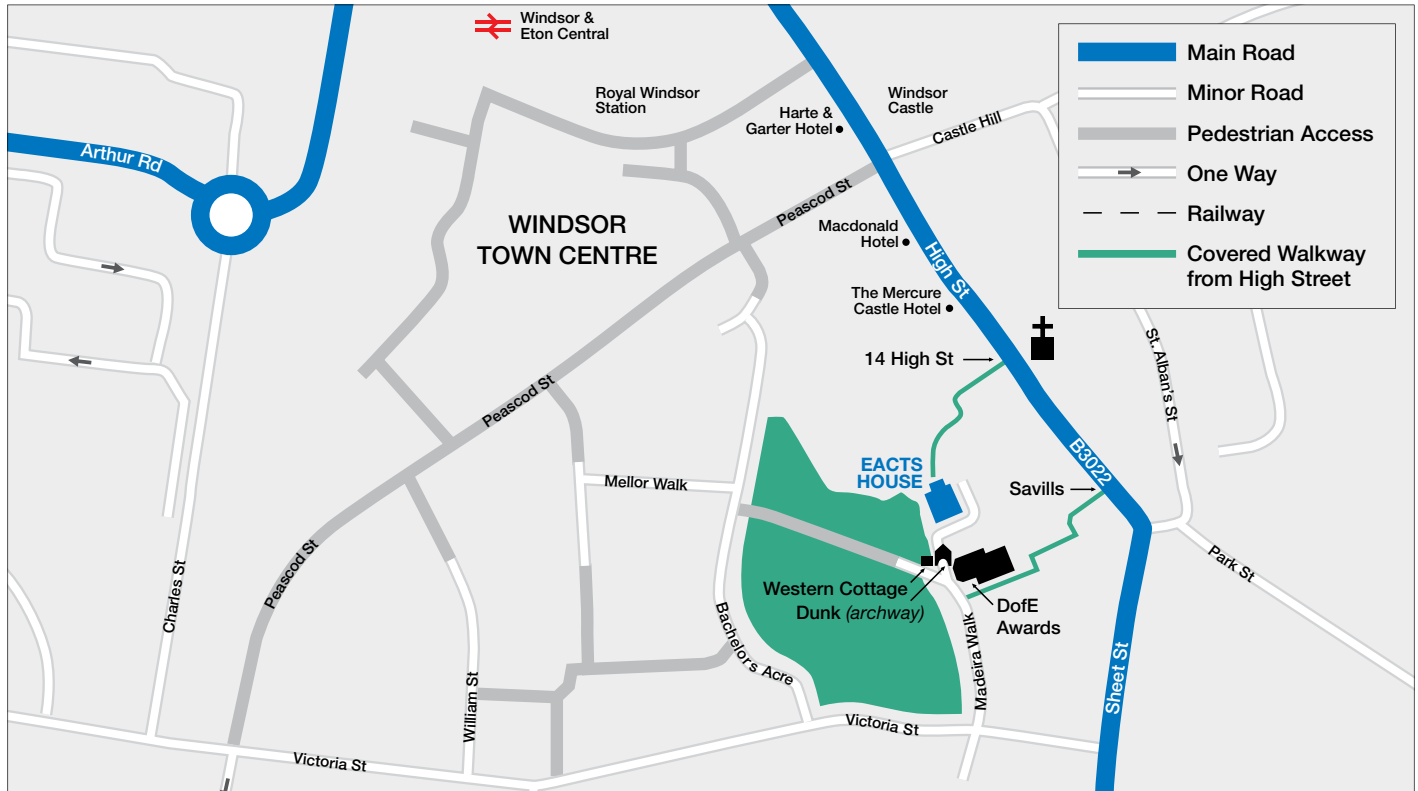 Windsor &
Eton Central
Royal Windsor
Station
Harte &
Garter Hotel
Windsor
Castle
Castle Hill
Main Road
Minor Road
Pedestrian Access
One Way
Railway
Covered Walkway
from High Street
Arthur Rd
WINDSOR
TOWN CENTRE
Peascod St
Macdonald
Hotel
High St
The Mercure
Castle Hotel
14 High St
St. Alban's St
Peascod St
B3022
EACTS
HOUSE
Mellor Walk
Savills
Park St
Peascod St
Charles St
Western Cottage
Dunk (archway)
DofE
Awards
Bachelors Acre
Madeira Walk
Sheet St
William St
Victoria St
Victoria St